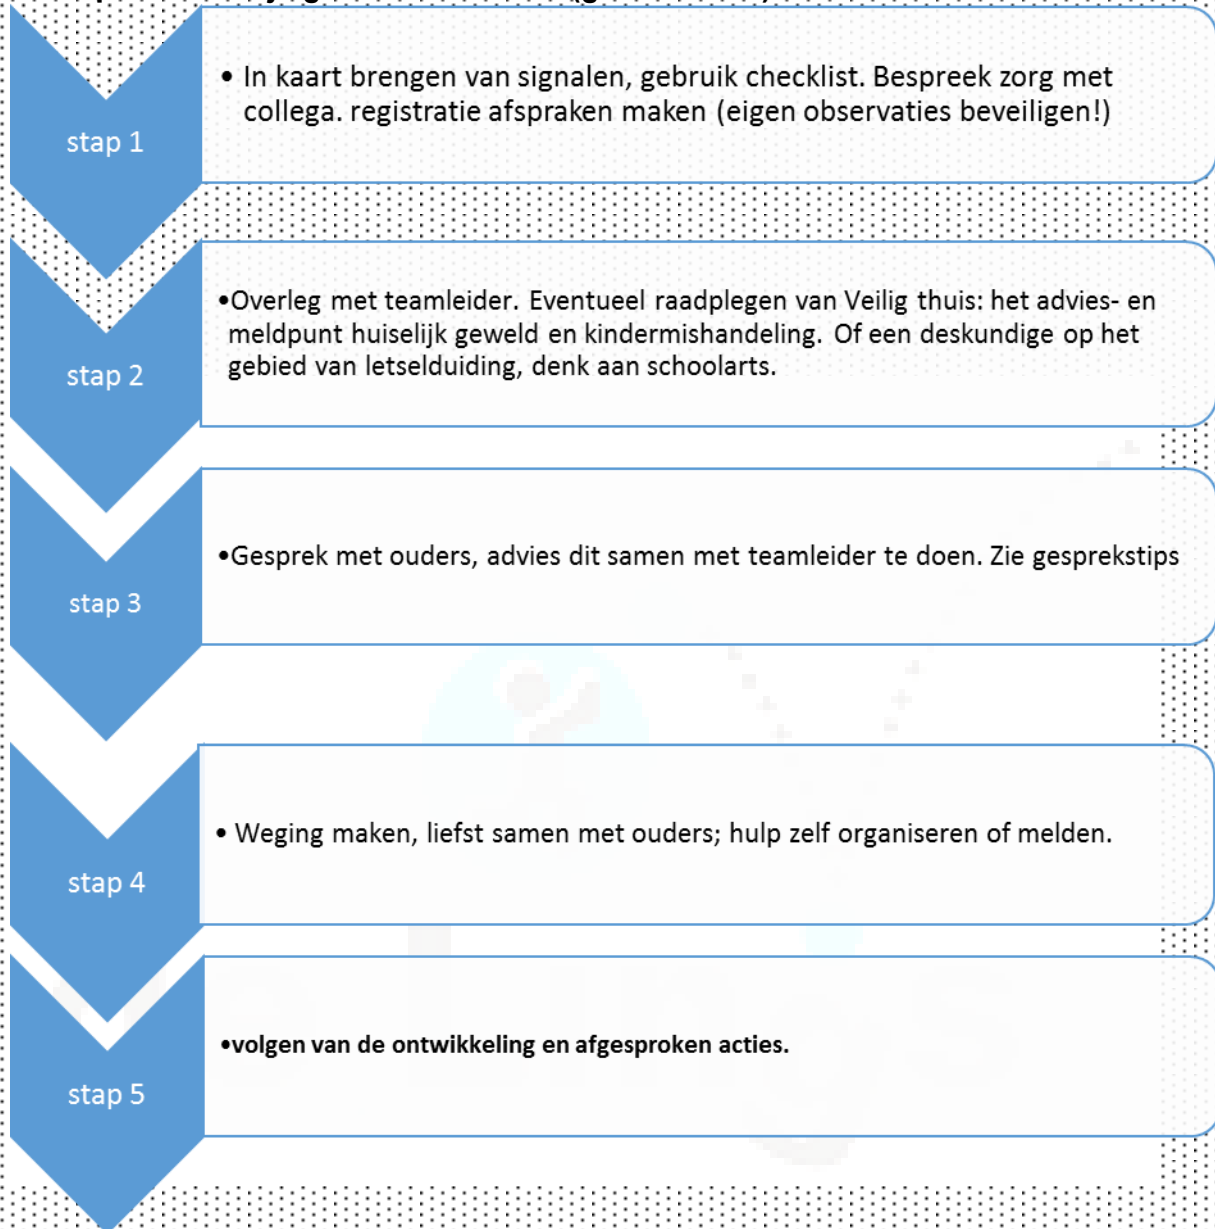 stap 1
• In kaart brengen van signalen, gebruik checklist. Bespreek zorg met
collega. registratie afspraken maken (eigen observaties beveiligen!)
stap 2
•Overleg met teamleider. Eventueel raadplegen van Veilig thuis: het advies- en
meldpunt huiselijk geweld en kindermishandeling. Of een deskundige op het
gebied van letselduiding, denk aan schoolarts.
stap 3
•Gesprek met ouders, advies dit samen met teamleider te doen. Zie gesprekstips
stap 4
• Weging maken, liefst samen met ouders; hulp zelf organiseren of melden.
stap 5
•volgen van de ontwikkeling en afgesproken acties.